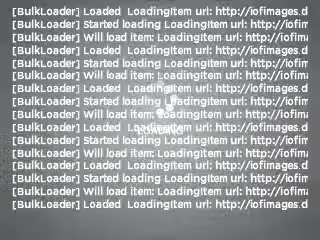 [BulkLoader] Loaded LoadingItem url: http://iofimages.d
[BulkLoader] Started loading LoadingItem url: http://iofin
[BulkLoader] Will load item: LoadingItem url: http://iofima
[BulkLoader] Loaded LoadingItem url: http://iofimages.d
[BulkLoader] Started loading LoadingItem url: http://iofin
[BulkLoader] Will load item: LoadingItem url: http://iofima
[BulkLoader] Loaded LoadingItem url: http://iofimages.d
[BulkLoader] Started loading LoadingItem url: http://iofin
[BulkLoader] Will load item: LoadingItem url: http://iofima
[BulkLoader] Loaded LoadingItem url: http://iofimages.d
[BulkLoader] Started loading LoadingItem url: http://iofin
[BulkLoader] Will load item: LoadingItem url: http://iofima
[BulkLoader] Loaded LoadingItem url: http://iofimages.d
[BulkLoader] Started loading LoadingItem url: http://iofin
[BulkLoader] Will load item: LoadingItem url: http://iofima
[BulkLoader] Loaded LoadingItem url: http://iofimages.d